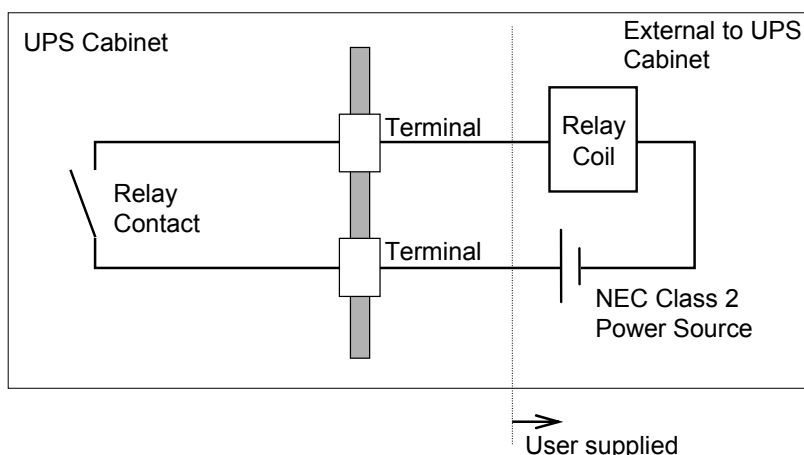 UPS Cabinet
External to UPS
Cabinet
Terminal
Relay
Coil
Relay
Contact
Terminal
NEC Class 2
Power Source
User supplied